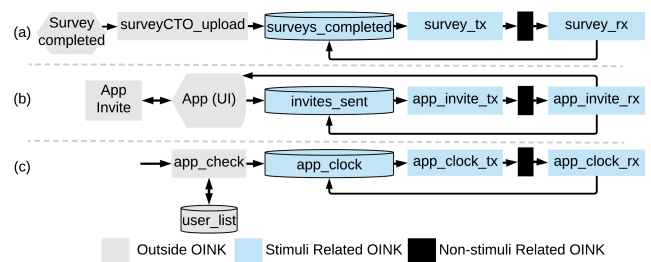 (a) Survey completed surveyCTO_upload surveys_completed survey_tx survey_rx
(b) App Invite App (UI) invites_sent app_invite_tx app_invite_rx
(c) app_check app_clock app_clock_tx app_clock_rx
user_list
Outside OINK Stimuli Related OINK Non-stimuli Related OINK